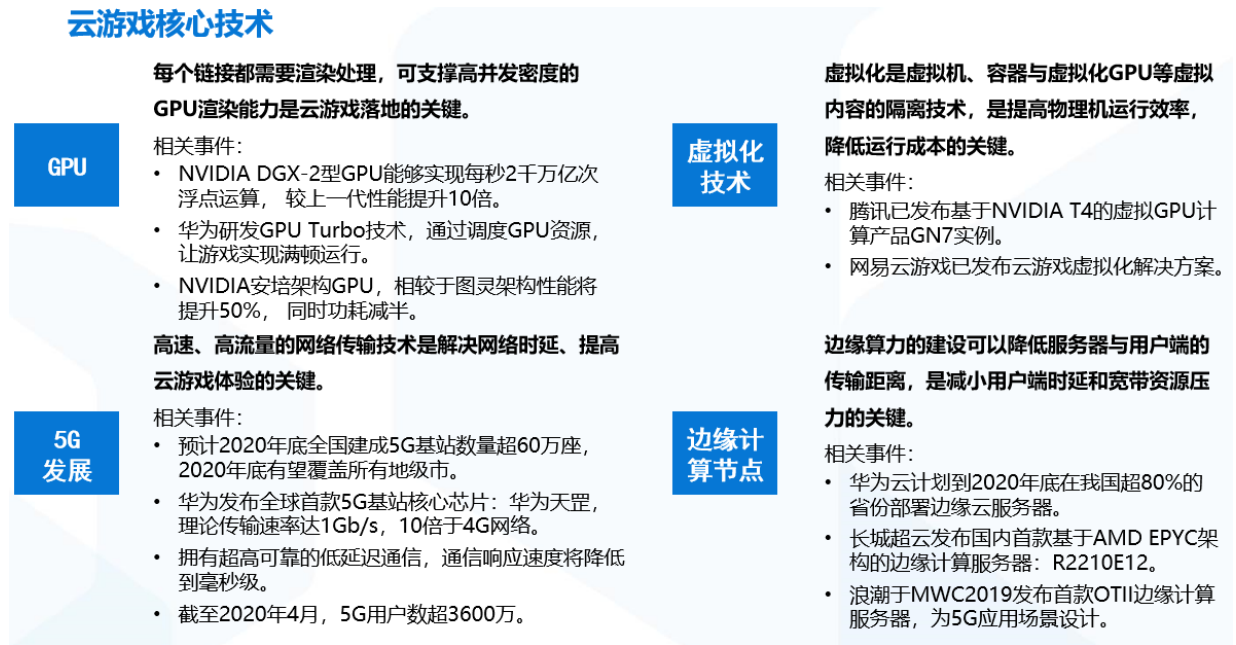 云游戏核心技术
GPU
每个链接都需要渲染处理，可支撑高并发密度的
GPU渲染能力是云游戏落地的关键。
相关事件：
• NVIDIA DGX-2型GPU能够实现每秒2千万亿次
浮点运算， 较上一代性能提升10倍。
• 华为研发GPU Turbo技术，通过调度GPU资源，
让游戏实现满顿运行。
• NVIDIA安培架构GPU，相较于图灵架构性能将
提升50%， 同时功耗减半。
虚拟化
技术
虚拟化是虚拟机、容器与虚拟化GPU等虚拟
内容的隔离技术，是提高物理机运行效率，
降低运行成本的关键。
相关事件：
• 腾讯已发布基于NVIDIA T4的虚拟GPU计
算产品GN7实例。
• 网易云游戏已发布云游戏虚拟化解决方案。
5G
发展
高速、高流量的网络传输技术是解决网络时延、提高
云游戏体验的关键。
相关事件：
• 预计2020年底全国建成5G基站数量超60万座，
2020年底有望覆盖所有地级市。
• 华为发布全球首款5G基站核心芯片：华为天罡，
理论传输速率达1Gb/s，10倍于4G网络。
• 拥有超高可靠的低延迟通信，通信响应速度将降低
到毫秒级。
• 截至2020年4月，5G用户数超3600万。
边缘计
算节点
边缘算力的建设可以降低服务器与用户端的
传输距离，是减小用户端时延和宽带资源压
力的关键。
相关事件：
• 华为云计划到2020年底在我国超80%的
省份部署边缘云服务器。
• 长城超云发布国内首款基于AMD EPYC架
构的边缘计算服务器：R2210E12。
• 浪潮于MWC2019发布首款OTII边缘计算
服务器，为5G应用场景设计。